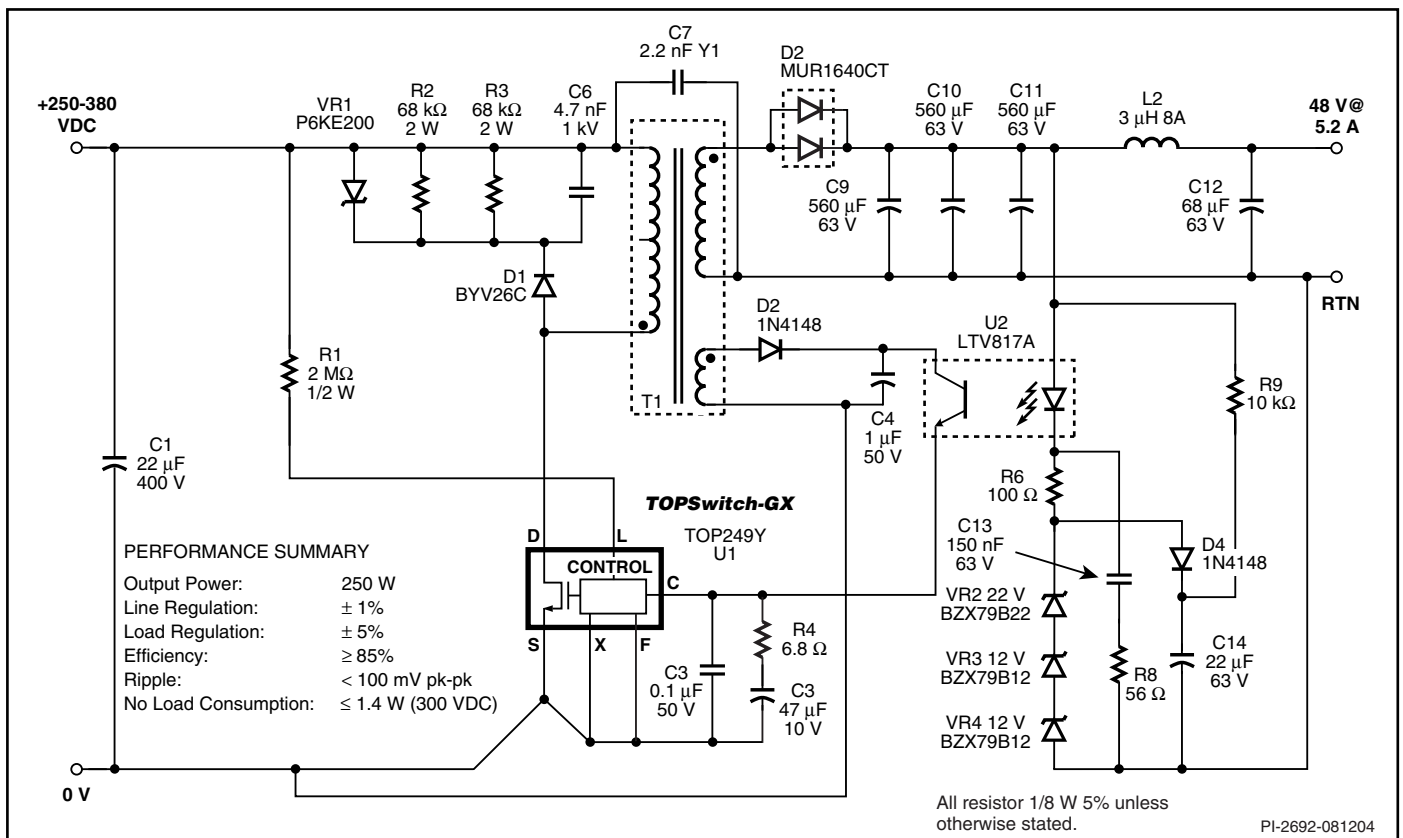 C7
2.2 nF Y1
D2
MUR1640CT
+250-380
VDC
VR1
P6KE200
R2
68 kΩ
2 W
R3
68 kΩ
2 W
C6
4.7 nF
1 kV
C10
560 µF
63 V
C11
560 µF
63 V
L2
3 µH 8A
48 V@
5.2 A
C9
560 µF
63 V
C12
68 µF
63 V
D1
BYV26C
RTN
D2
1N4148
U2
LTV817A
R1
2 MΩ
1/2 W
T1
C4
1 µF
50 V
R9
10 kΩ
C1
22 µF
400 V
R6
100 Ω
TOPSwitch-GX
TOP249Y
U1
D
L
CONTROL
C
S
X
F
C13
150 nF
63 V
D4
1N4148
PERFORMANCE SUMMARY
Output Power: 250 W
Line Regulation: ± 1%
Load Regulation: ± 5%
Efficiency: ≥ 85%
Ripple: < 100 mV pk-pk
No Load Consumption: ≤ 1.4 W (300 VDC)
VR2 22 V
BZX79B22
R4
6.8 Ω
C3
0.1 µF
50 V
C3
47 µF
10 V
VR3 12 V
BZX79B12
R8
56 Ω
C14
22 µF
63 V
VR4 12 V
BZX79B12
0 V
All resistor 1/8 W 5% unless
otherwise stated.
PI-2692-081204